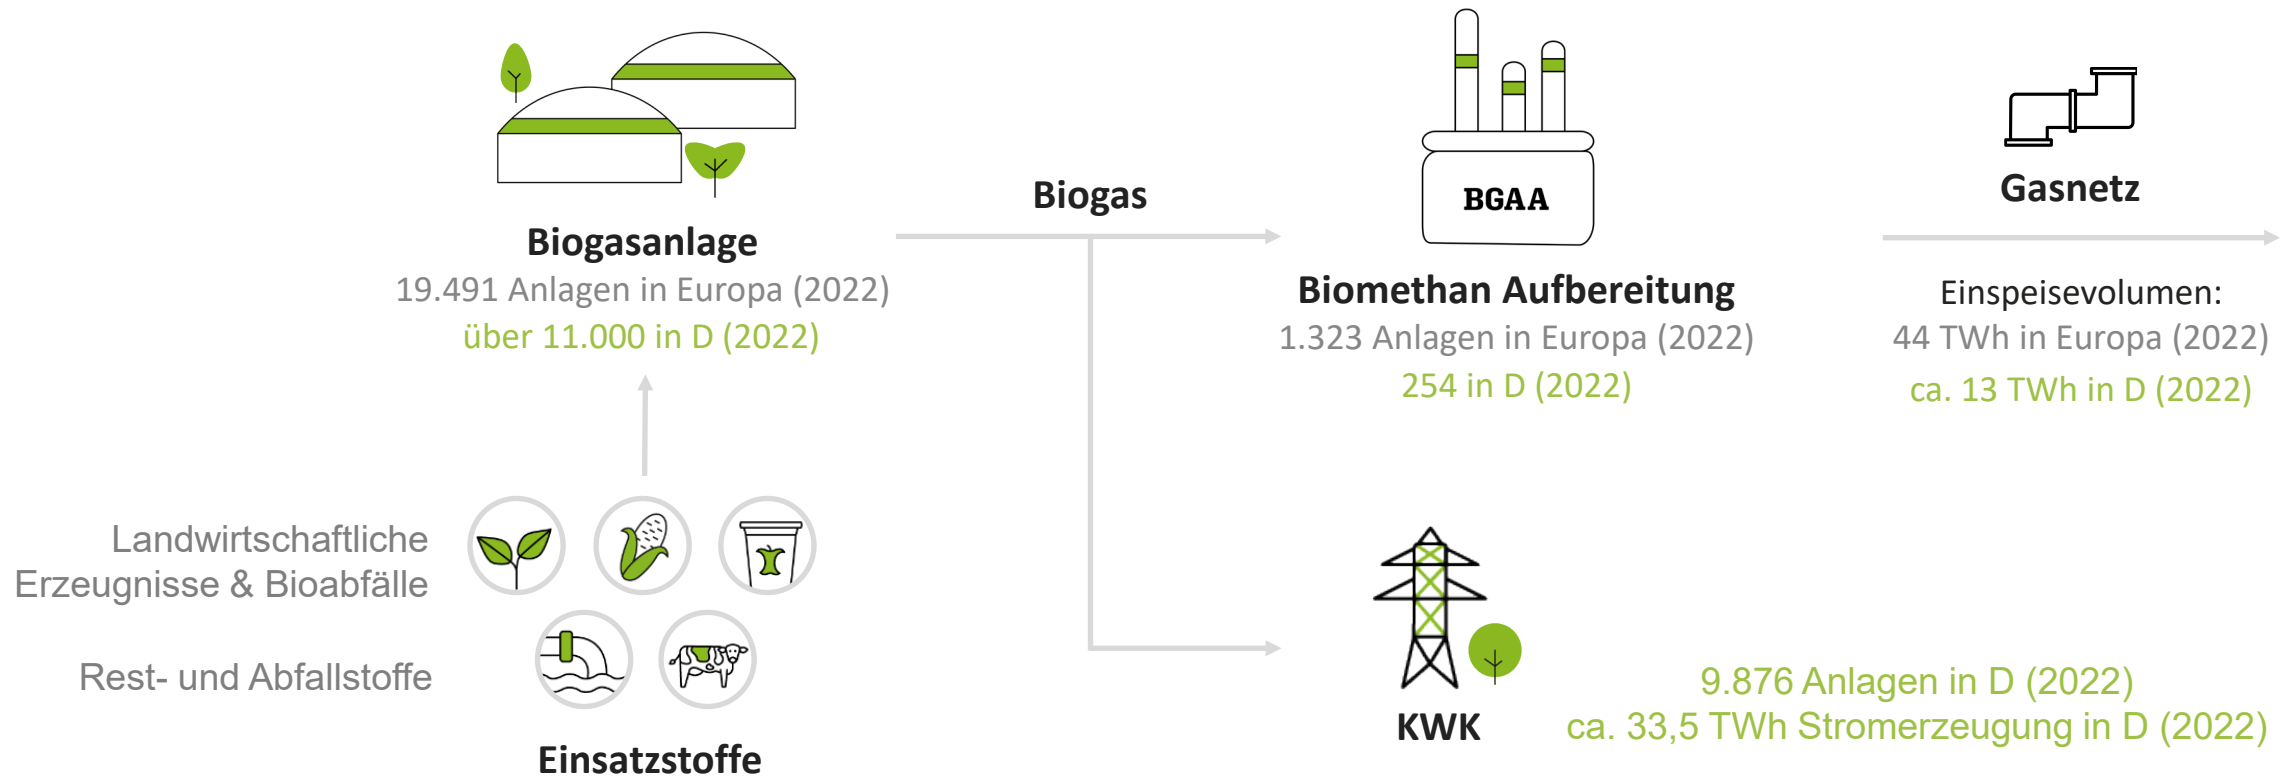 Biogasanlage
19.491 Anlagen in Europa (2022)
über 11.000 in D (2022)
Biogas
BGAA
Biomethan Aufbereitung
1.323 Anlagen in Europa (2022)
254 in D (2022)
Gasnetz
Einspeisevolumen:
44 TWh in Europa (2022)
ca. 13 TWh in D (2022)
Landwirtschaftliche
Erzeugnisse & Bioabfälle
Rest- und Abfallstoffe
Einsatzstoffe
KWK
9.876 Anlagen in D (2022)
ca. 33,5 TWh Stromerzeugung in D (2022)